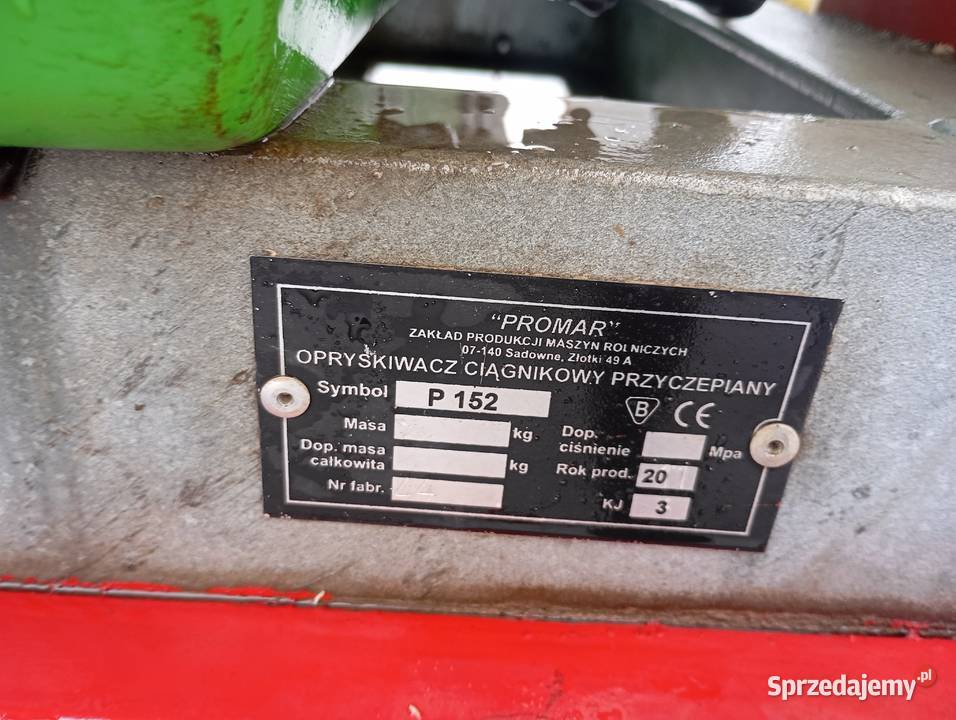 "PROMAR"
ZAKŁAD PRODUKCJI MASZYN ROLNICZYCH
07-140 Sadowne, Złotki 49 A
OPRYSKIWACZ CIĄGNIKOWY PRZYCZEPIANY
Symbol P 152
B CE
Masa kg
Dop. ciśnienie Mpa
Dop. masa całkowita kg
Rok prod. 20
Nr fabr.
KJ 3
Sprzedajemy.pl